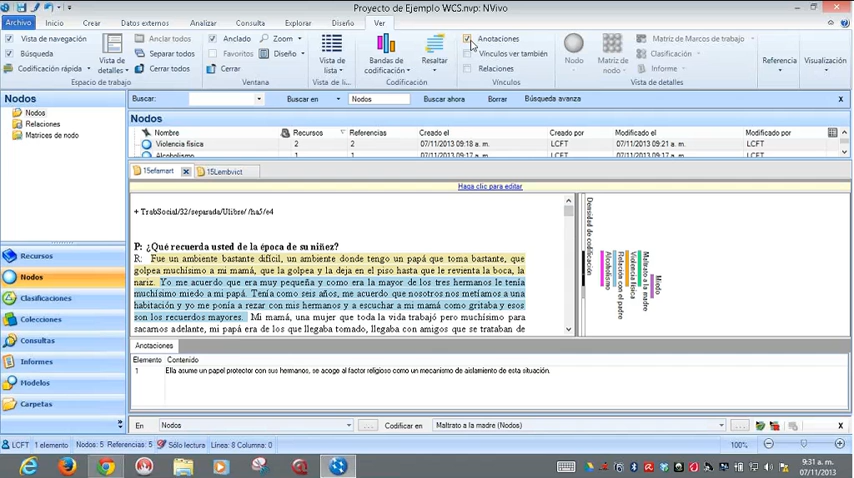 Proyecto de Ejemplo WCS.nvp: NVivo
Archivo Inicio Crear Datos externos Analizar Consulta Explorar Diseño Ver
Vista de navegación
Búsqueda
Codificación rápida
Espacio de trabajo
Vista de detalles
Anclar todos
Separar todos
Cerrar todos
Anclado
Favoritos
Cerrar
Zoom
Diseño
Ventana
Vista de lista
Vista de li...
Bandas de codificación
Resaltar
Codificación
Anotaciones
Vínculos ver también
Relaciones
Vínculos
Nodo
Matriz de nodo
Matriz de Marcos de trabajo
Clasificación
Informe
Vista de detalles
Referencia
Visualización
Nodos
Nodos
Relaciones
Matrices de nodo
Recursos
Nodos
Clasificaciones
Colecciones
Consultas
Informes
Modelos
Carpetas
Buscar: Buscar en Nodos Buscar ahora Borrar Búsqueda avanza x
Nodos
Nombre Recursos Referencias Creado el Creado por Modificado el Modificado por
Violencia física 2 2 07/11/2013 09:18 a. m. LCFT 07/11/2013 09:21 a. m. LCFT
Alcoholismo
15efamart 15Lembvict
Haga clic para editar
+ TrabSocial/32/separada/Ulibre/ /ha5/e4
P: ¿Qué recuerda usted de la época de su niñez?
R: Fue un ambiente bastante difícil, un ambiente donde tengo un papá que toma bastante, que
golpea muchísimo a mi mamá, que la golpea y la deja en el piso hasta que le revienta la boca, la
nariz. Yo me acuerdo que era muy pequeña y como era la mayor de los tres hermanos le tenía
muchísimo miedo a mi papá. Tenía como seis años, me acuerdo que nosotros nos metíamos a una
habitación y yo me ponía a rezar con mis hermanos y a escuchar a mi mamá como gritaba y esos
son los recuerdos mayores. Mi mamá, una mujer que toda la vida trabajó pero muchísimo para
sacarnos adelante, mi papá era de los que llegaba tomado, llegaba con amigos que se trataban de
Densidad de codificación
Alcoholismo
Relación con el padre
Violencia física
Maltrato a la madre
Miedo
Anotaciones
Elemento Contenido
1 Ella asume un papel protector con sus hermanos, se acoge al factor religioso como un mecanismo de aislamiento de esta situación.
En Nodos ... Codificar en Maltrato a la madre (Nodos) ... x
LCFT 1 elemento Nodos: 5 Referencias: 5 Sólo lectura Línea: 8 Columna: 0 100%
9:31 a. m.
07/11/2013